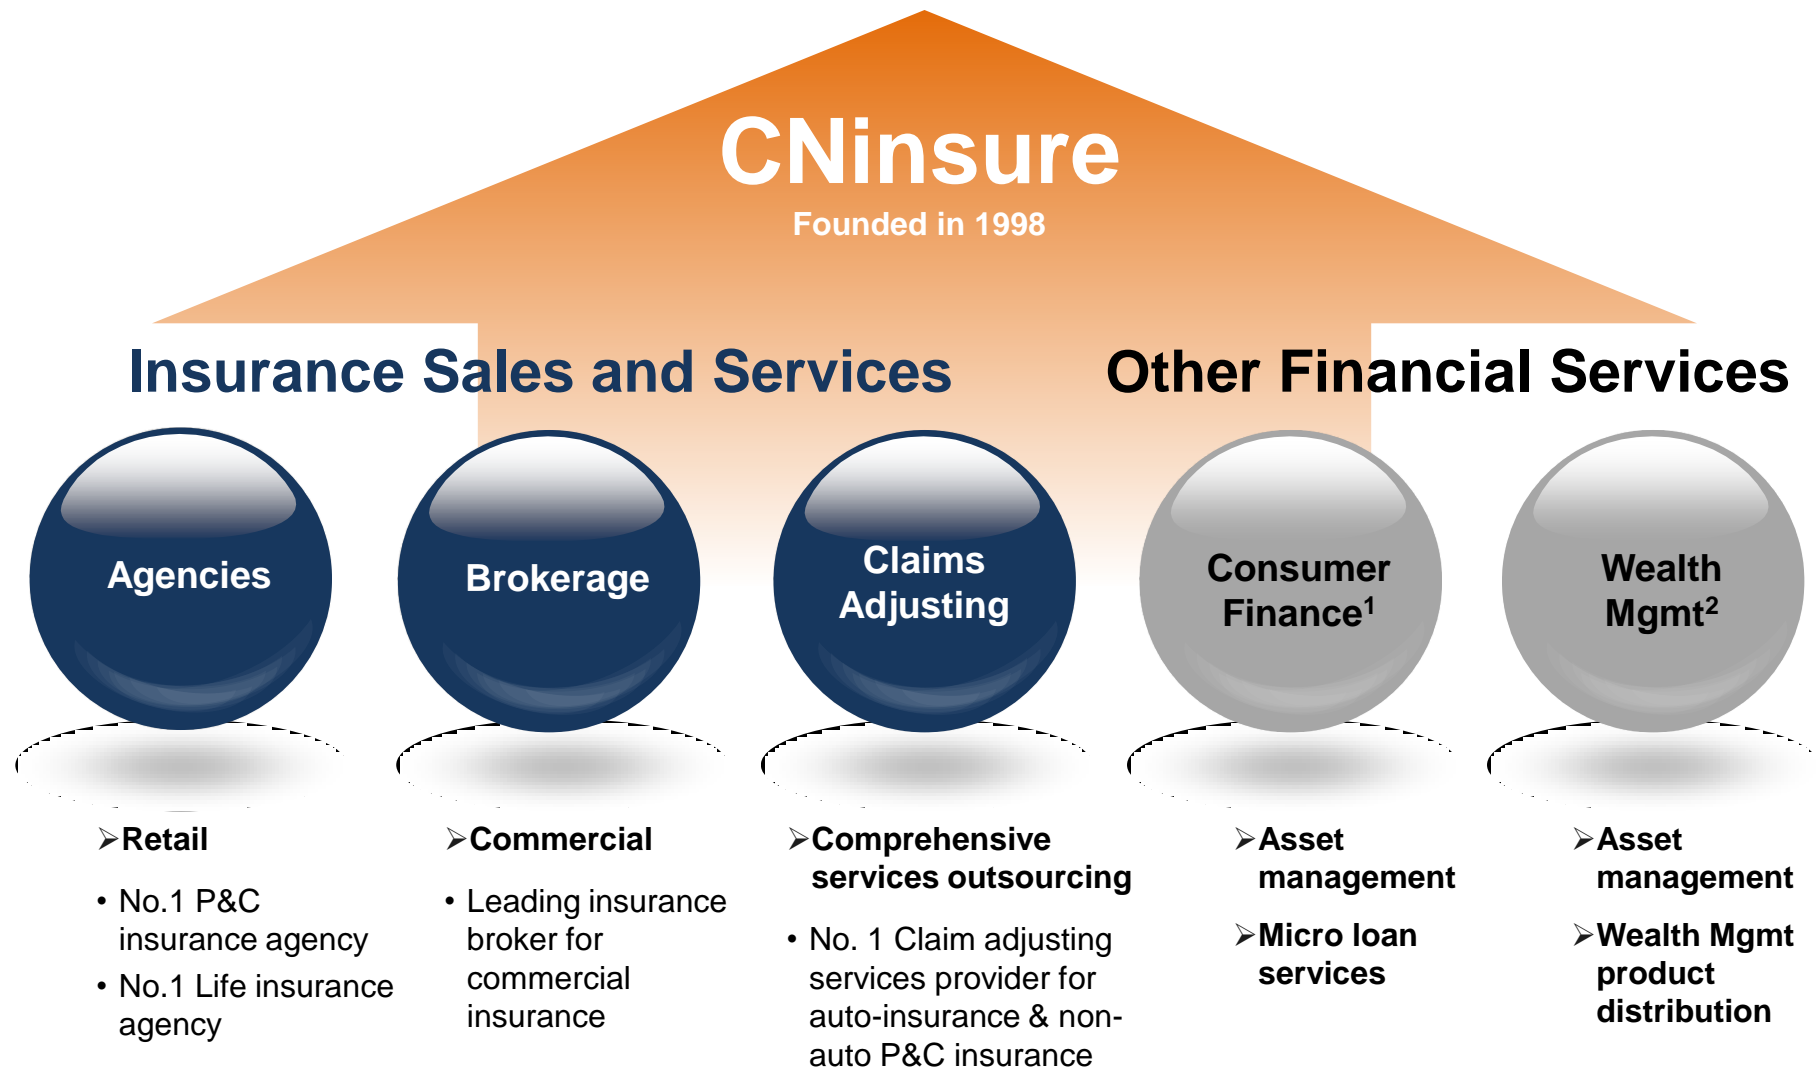 CNinsure
Founded in 1998
Insurance Sales and Services
Other Financial Services
Agencies
Brokerage
Claims
Adjusting
Consumer
Finance¹
Wealth
Mgmt²
➢Retail
• No.1 P&C
insurance agency
• No.1 Life insurance
agency
➢Commercial
• Leading insurance
broker for
commercial
insurance
➢Comprehensive
services outsourcing
• No. 1 Claim adjusting
services provider for
auto-insurance & non-
auto P&C insurance
➢Asset
management
➢Micro loan
services
➢Asset
management
➢Wealth Mgmt
product
distribution